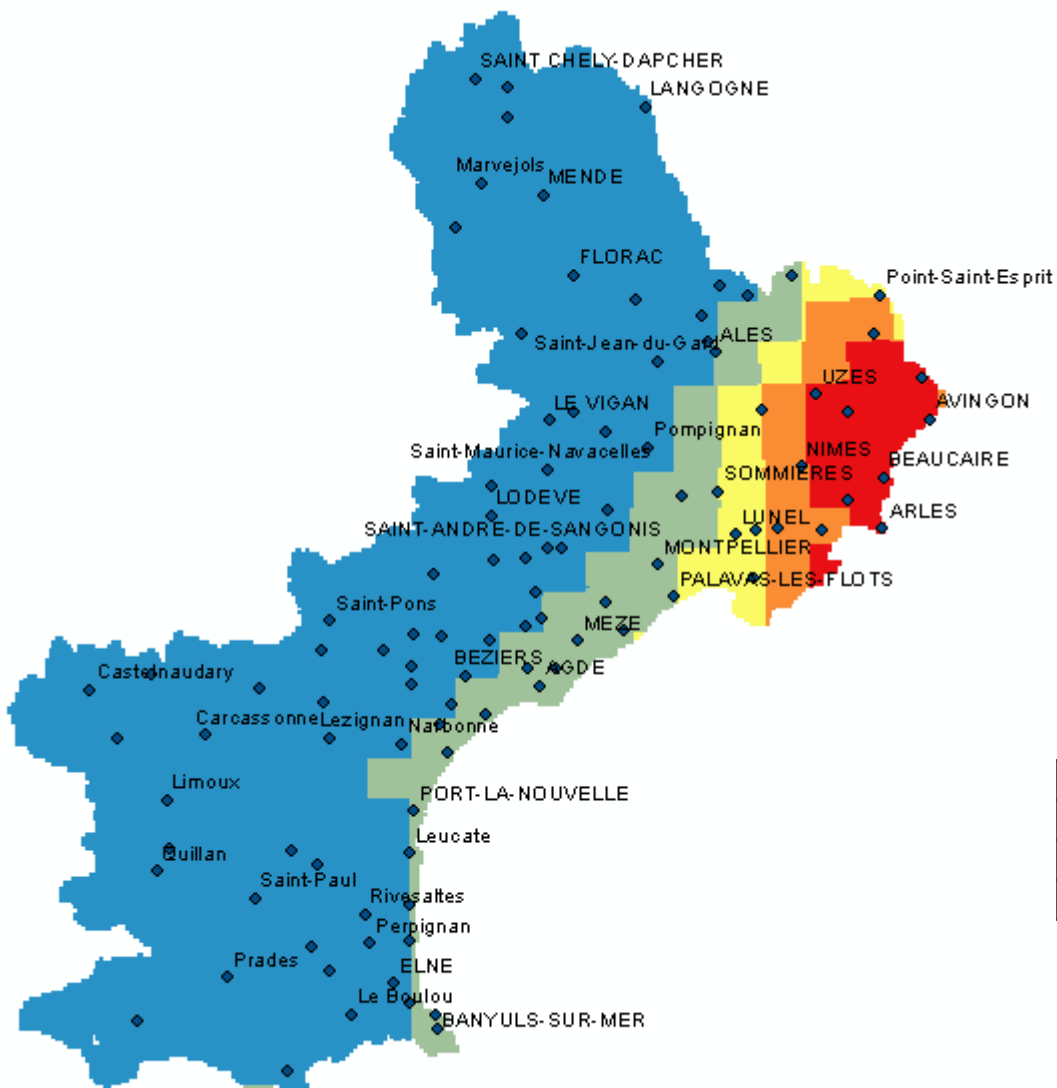 SAINT CHELY-DAPCHER
LANGOGNE
Marvejols
MENDE
FLORAC
Point-Saint-Esprit
ALES
Saint-Jean-du-Gard
UZES
AVINGON
LE VIGAN
Pompignan
Saint-Maurice-Navacelles
NIMES
BEAUCAIRE
SOMMIERES
LODEVE
LUNEL
ARLES
SAINT-ANDRE-DE-SANGONIS
MONTPELLIER
PALAVAS-LES-FLOTS
Saint-Pons
MEZE
BEZIERS
AGDE
Castelnaudary
Carcassonne
Lezignan
Narbonne
Limoux
PORT-LA-NOUVELLE
Leucate
Quillan
Saint-Paul
Rivesaltes
Perpignan
Prades
ELNE
Le Boulou
BANYULS-SUR-MER